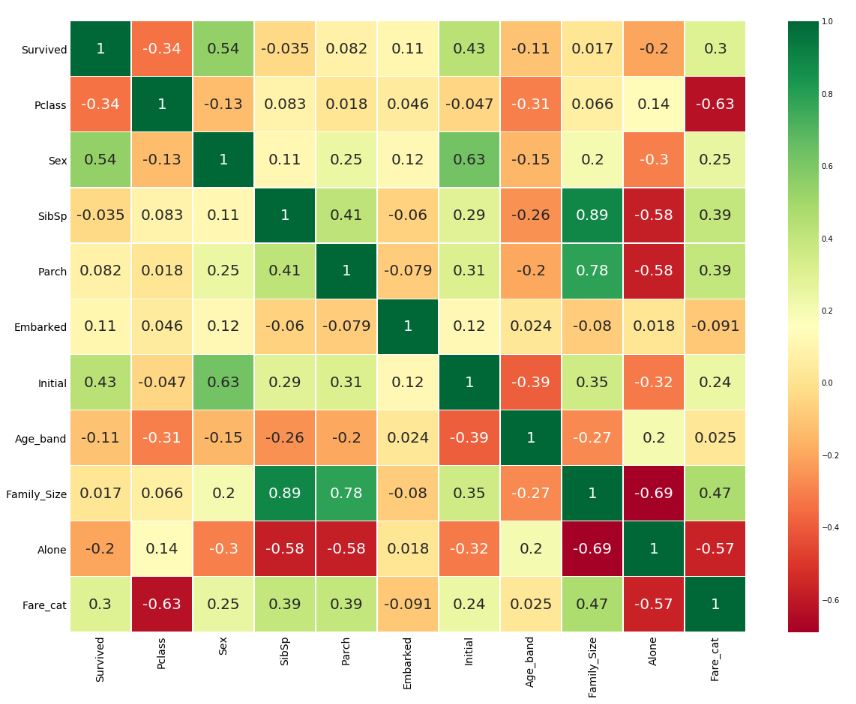 1.0
Survived 1 -0.34 0.54 -0.035 0.082 0.11 0.43 -0.11 0.017 -0.2 0.3
Pclass -0.34 1 -0.13 0.083 0.018 0.046 -0.047 -0.31 0.066 0.14 -0.63
0.8
Sex 0.54 -0.13 1 0.11 0.25 0.12 0.63 -0.15 0.2 -0.3 0.25
0.6
SibSp -0.035 0.083 0.11 1 0.41 -0.06 0.29 -0.26 0.89 -0.58 0.39
0.4
Parch 0.082 0.018 0.25 0.41 1 -0.079 0.31 -0.2 0.78 -0.58 0.39
0.2
Embarked 0.11 0.046 0.12 -0.06 -0.079 1 0.12 0.024 -0.08 0.018 -0.091
Initial 0.43 -0.047 0.63 0.29 0.31 0.12 1 -0.39 0.35 -0.32 0.24
0.0
Age_band -0.11 -0.31 -0.15 -0.26 -0.2 0.024 -0.39 1 -0.27 0.2 0.025
-0.2
Family_Size 0.017 0.066 0.2 0.89 0.78 -0.08 0.35 -0.27 1 -0.69 0.47
-0.4
Alone -0.2 0.14 -0.3 -0.58 -0.58 0.018 -0.32 0.2 -0.69 1 -0.57
-0.6
Fare_cat 0.3 -0.63 0.25 0.39 0.39 -0.091 0.24 0.025 0.47 -0.57 1
Survived Pclass Sex SibSp Parch Embarked Initial Age_band Family_Size Alone Fare_cat